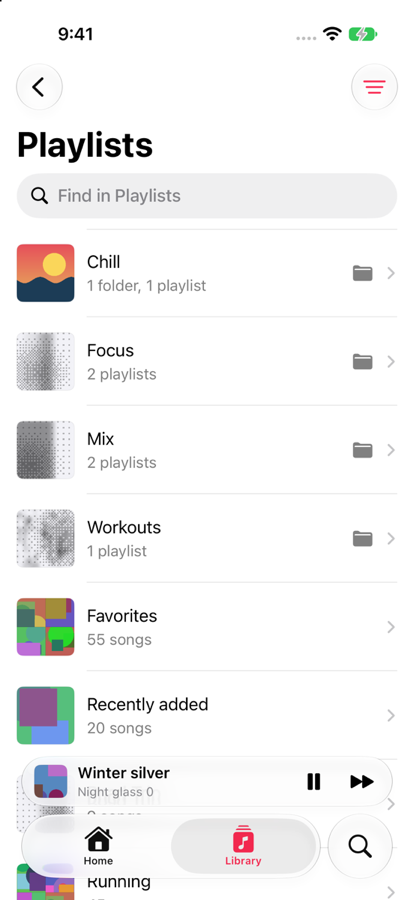 9:41
Playlists
Find in Playlists
Chill
1 folder, 1 playlist
Focus
2 playlists
Mix
2 playlists
Workouts
1 playlist
Favorites
55 songs
Recently added
20 songs
Winter silver
Night glass 0
songs
Home
Library
Running